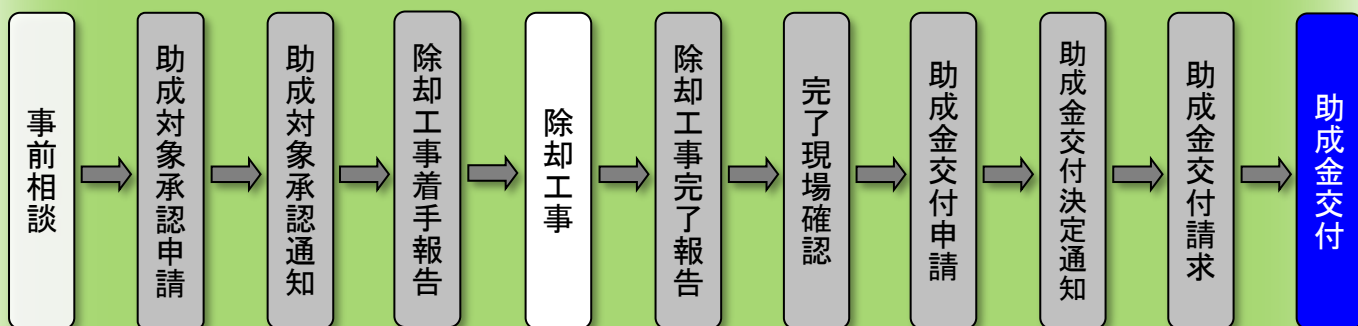 事前相談
助成対象承認申請
助成対象承認通知
除却工事着手報告
除却工事
除却工事完了報告
完了現場確認
助成金交付申請
助成金交付決定通知
助成金交付請求
助成金交付